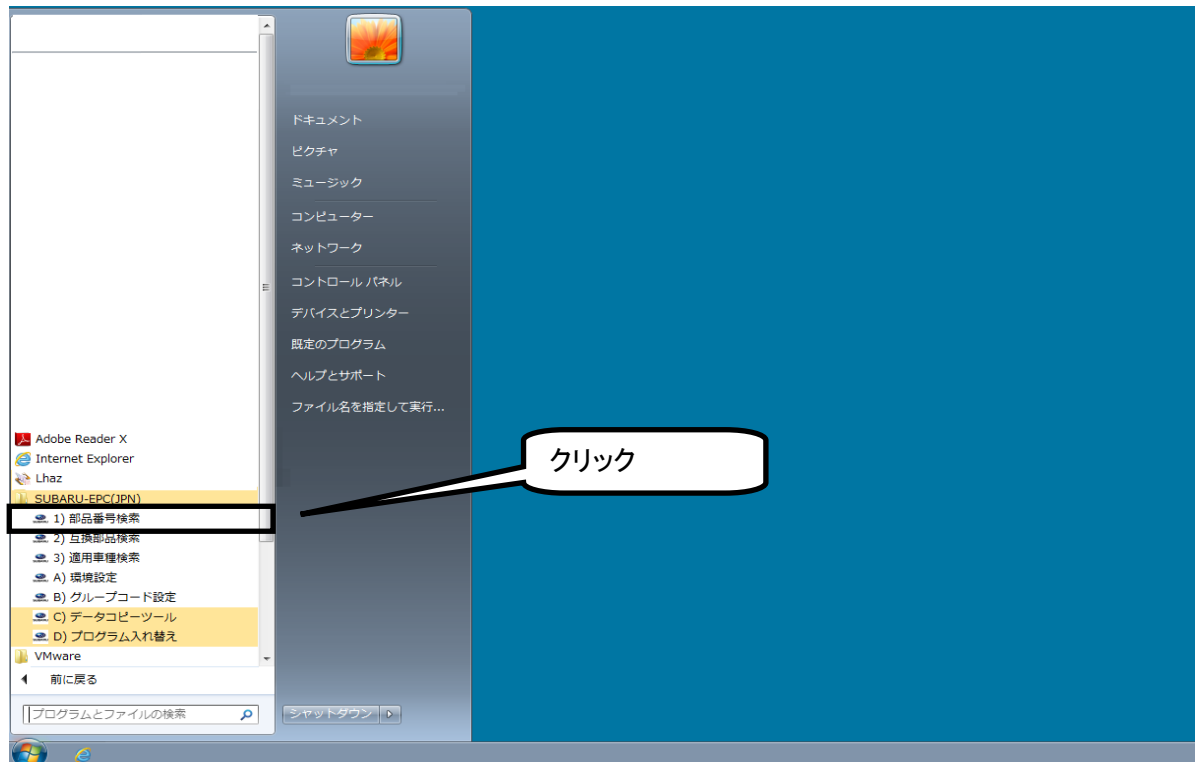 ドキュメント
ピクチャ
ミュージック
コンピューター
ネットワーク
コントロール パネル
デバイスとプリンター
既定のプログラム
ヘルプとサポート
ファイル名を指定して実行...
Adobe Reader X
Internet Explorer
Lhaz
SUBARU-EPC(JPN)
1) 部品番号検索
2) 互換部品検索
3) 適用車種検索
A) 環境設定
B) グループコード設定
C) データコピーツール
D) プログラム入れ替え
VMware
前に戻る
プログラムとファイルの検索
シャットダウン
クリック